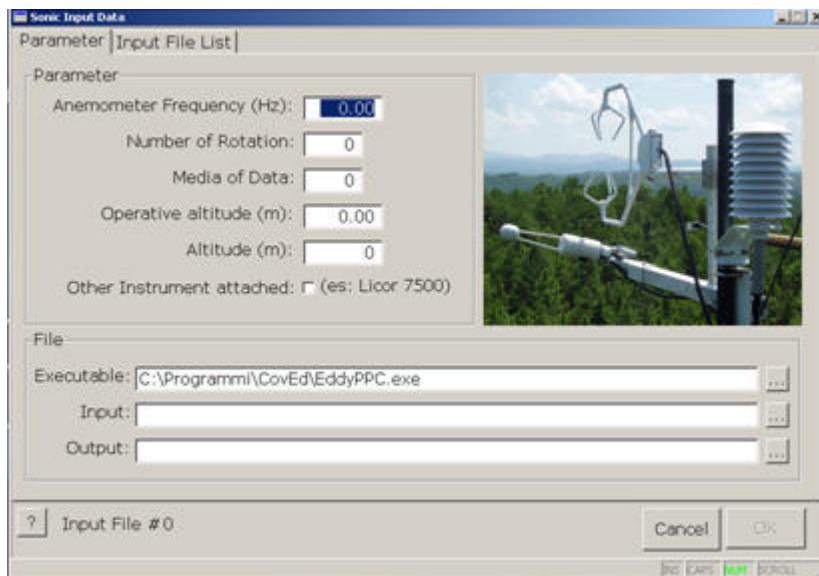 Sonic Input Data
Parameter Input File List
Parameter
Anemometer Frequency (Hz): 0.00
Number of Rotation: 0
Media of Data: 0
Operative altitude (m): 0.00
Altitude (m): 0
Other Instrument attached: (es: Licor 7500)
File
Executable: C:\Programmi\CovEd\EddyPPC.exe ...
Input: ...
Output: ...
? Input File #0 Cancel OK
INS CAPS NUM SCROLL